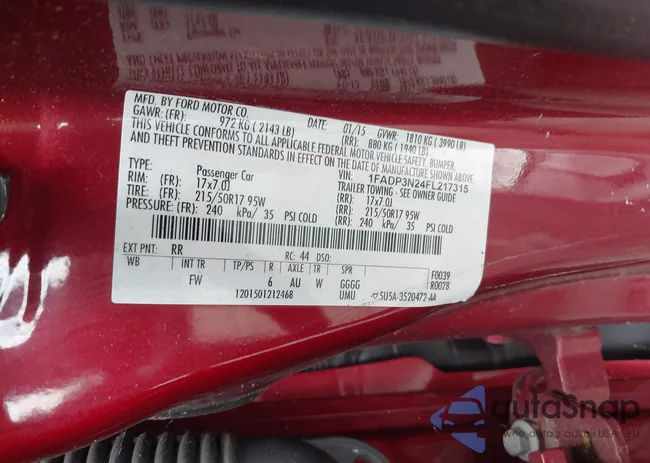 MFD. BY FORD MOTOR CO.
DATE: 01/15 GVWR: 1810 KG ( 3990 LB)
GAWR: (FR): 972 KG ( 2143 LB) (RR): 880 KG ( 1940 LB)
THIS VEHICLE CONFORMS TO ALL APPLICABLE FEDERAL MOTOR VEHICLE SAFETY, BUMPER,
AND THEFT PREVENTION STANDARDS IN EFFECT ON THE DATE OF MANUFACTURE SHOWN ABOVE.
VIN: 1FADP3N24FL217315
TYPE: Passenger Car TRAILER TOWING - SEE OWNER GUIDE
RIM: (FR): 17x7.0J (RR): 17x7.0J
TIRE: (FR): 215/50R17 95W (RR): 215/50R17 95W
PRESSURE: (FR): 240 kPa/ 35 PSI COLD (RR): 240 kPa/ 35 PSI COLD
EXT PNT: RR RC: 44 DSO: F0039
WB INT TR TP/PS R AXLE TR SPR R0028
FW 6 AU W GGGG
1201501212468 UMU 5U5A-3520472-AA
autaSnap
WWW.AUTAZAUKCJIUSA.EU